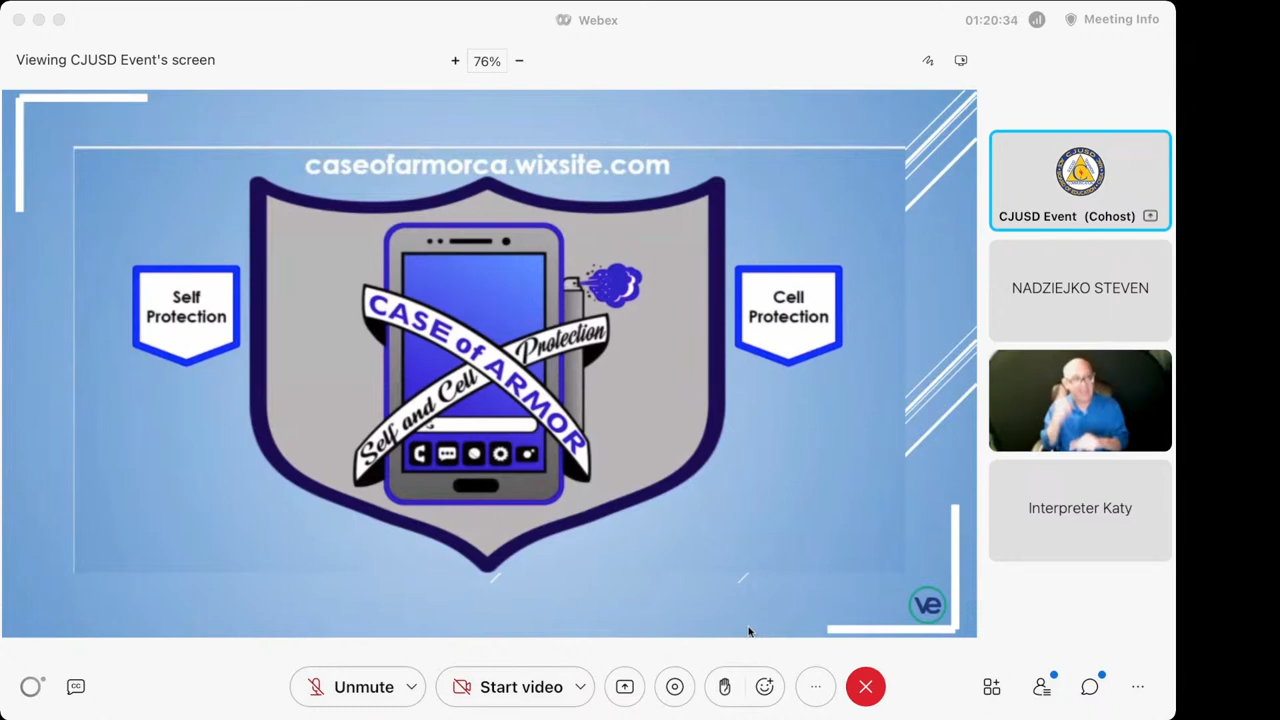 Webex
01:20:34
Meeting Info
Viewing CJUSD Event's screen
+ 76% −
caseofarmorca.wixsite.com
Self
Protection
CASE of ARMOR
Self and Cell Protection
Cell
Protection
ve
CJUSD Event (Cohost)
NADZIEJKO STEVEN
Interpreter Katy
CC
Unmute
Start video